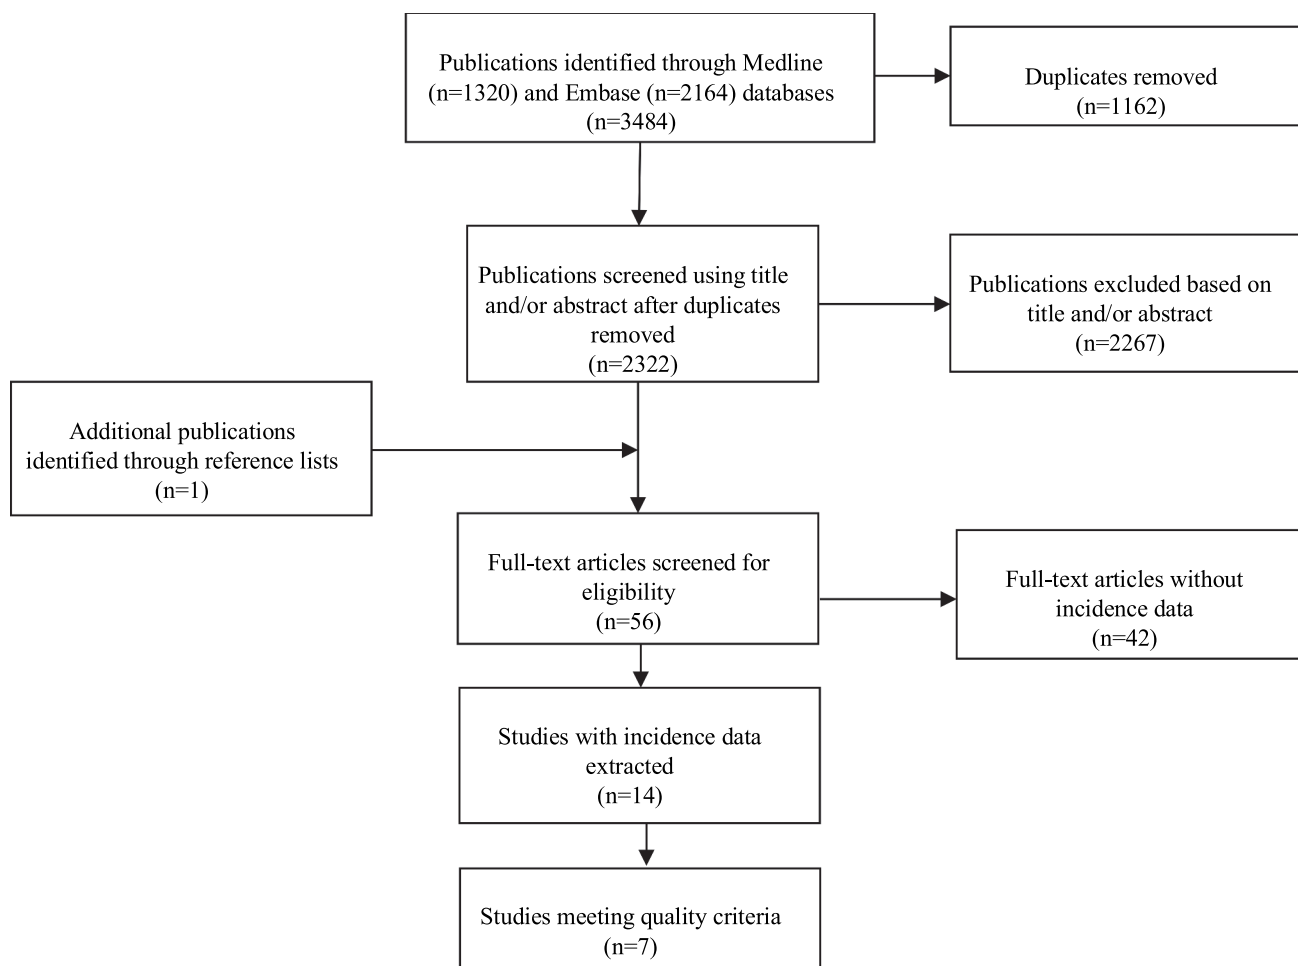 Publications identified through Medline
(n=1320) and Embase (n=2164) databases
(n=3484)
Duplicates removed
(n=1162)
Publications screened using title
and/or abstract after duplicates
removed
(n=2322)
Publications excluded based on
title and/or abstract
(n=2267)
Additional publications
identified through reference lists
(n=1)
Full-text articles screened for
eligibility
(n=56)
Full-text articles without
incidence data
(n=42)
Studies with incidence data
extracted
(n=14)
Studies meeting quality criteria
(n=7)